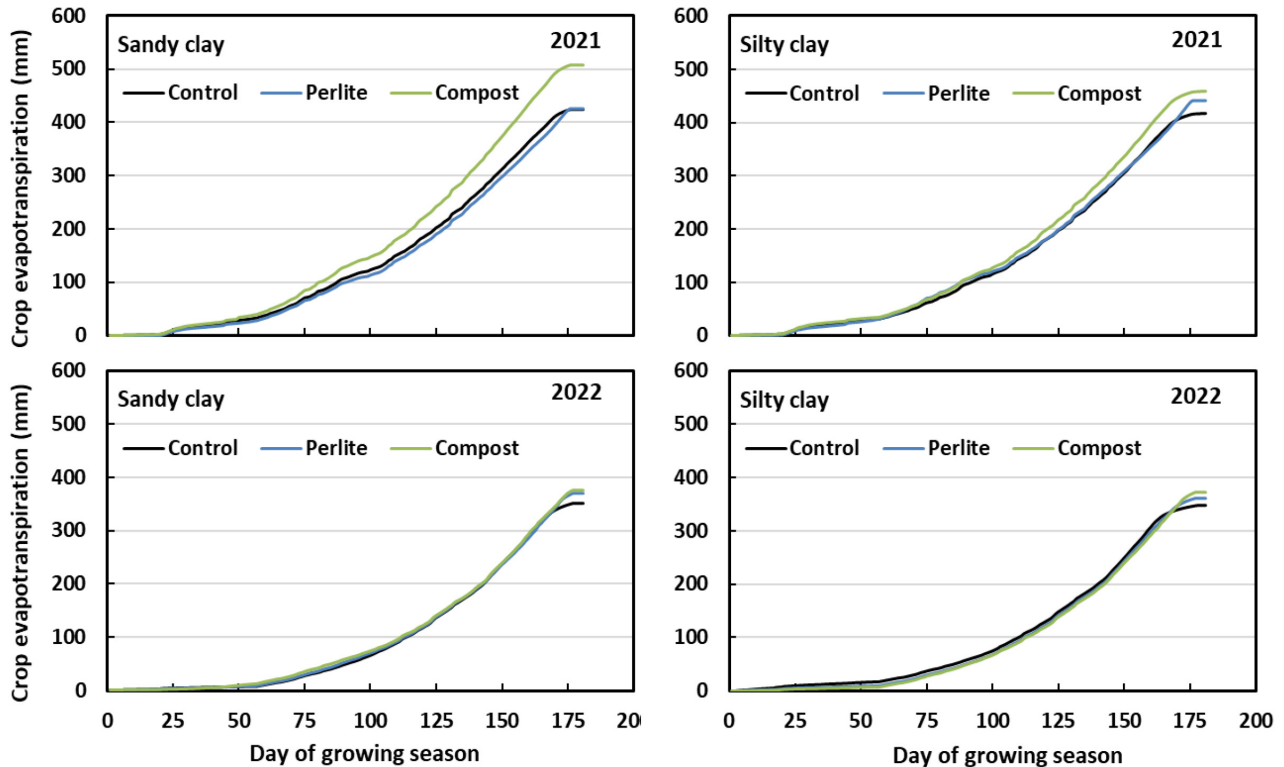 Crop evapotranspiration (mm)
600
500
400
300
200
100
0
Sandy clay
2021
Control
Perlite
Compost
600
500
400
300
200
100
0
Silty clay
2021
Control
Perlite
Compost
Crop evapotranspiration (mm)
600
500
400
300
200
100
0
Sandy clay
2022
Control
Perlite
Compost
0 25 50 75 100 125 150 175 20
Day of growing season
600
500
400
300
200
100
0
Silty clay
2022
Control
Perlite
Compost
0 25 50 75 100 125 150 175 200
Day of growing season